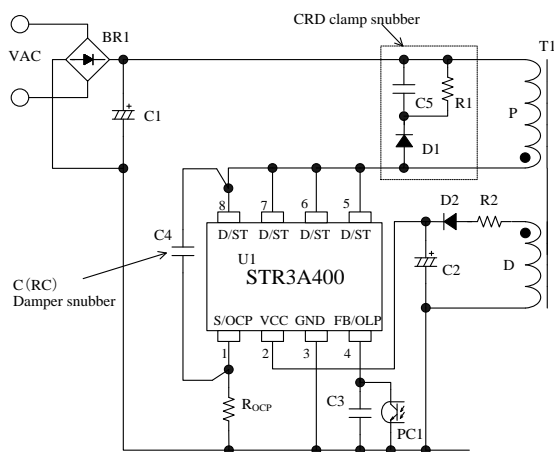 CRD clamp snubber
BR1
T1
VAC
C1
C5
R1
P
D1
8
7
6
5
D2
R2
C4
D/ST
D/ST
D/ST
D/ST
U1
C2
D
STR3A400
C（RC）
Damper snubber
S/OCP
VCC
GND
FB/OLP
1
2
3
4
ROCP
C3
PC1